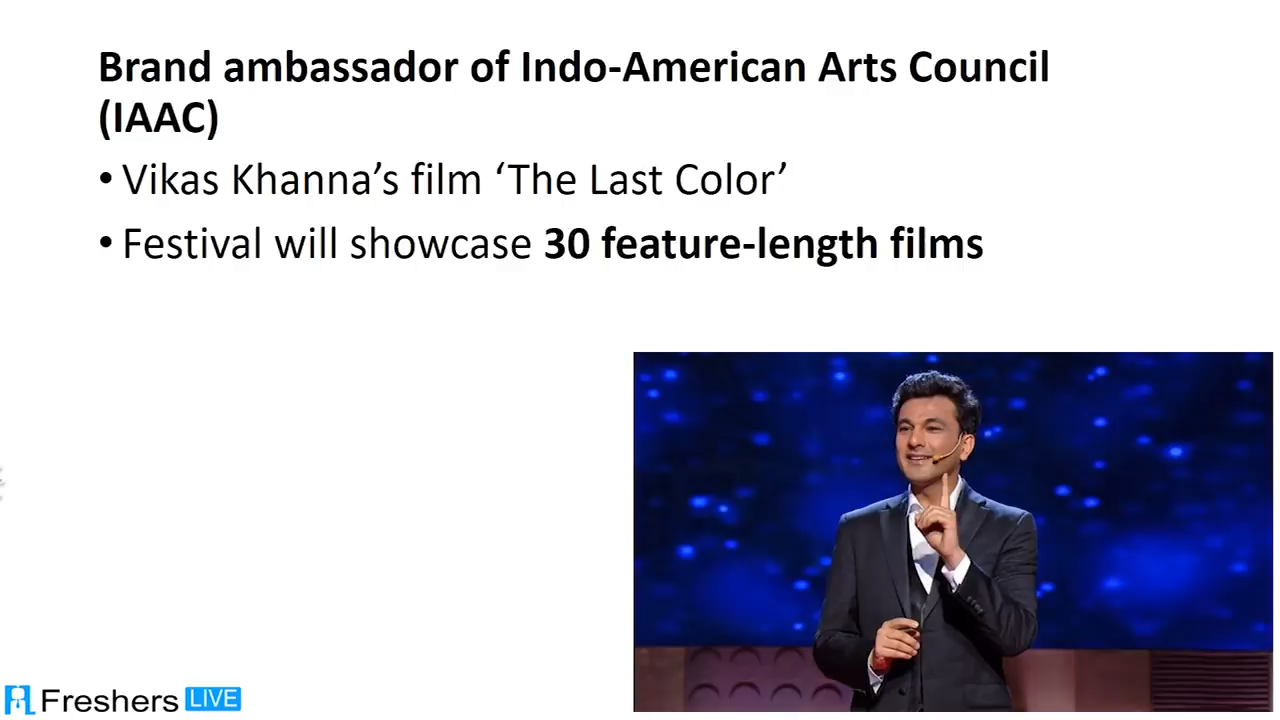 Brand ambassador of Indo-American Arts Council
(IAAC)
• Vikas Khanna’s film ‘The Last Color’
• Festival will showcase 30 feature-length films
Freshers LIVE